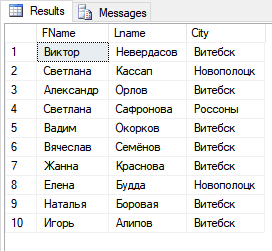 Results Messages
FName Lname City
1 Виктор Невердасов Витебск
2 Светлана Кассап Новополоцк
3 Александр Орлов Витебск
4 Светлана Сафронова Россоны
5 Вадим Окорков Витебск
6 Вячеслав Семёнов Витебск
7 Жанна Краснова Витебск
8 Елена Будда Новополоцк
9 Наталья Боровая Витебск
10 Игорь Алипов Витебск